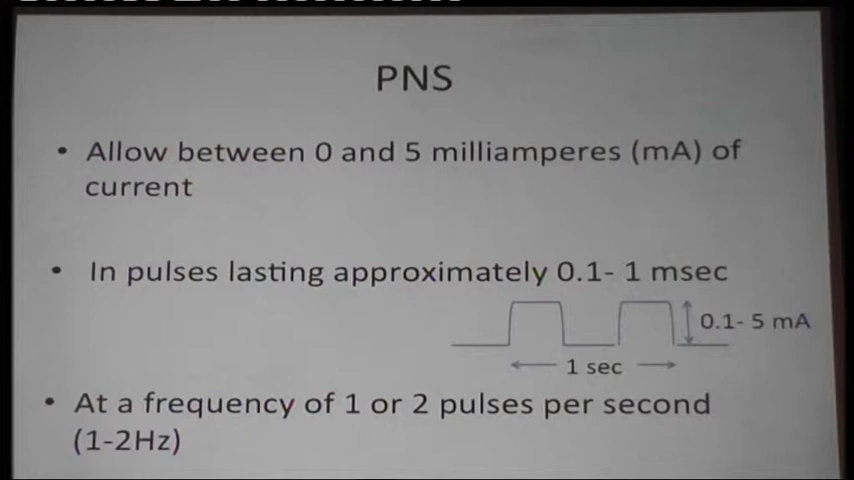 PNS
• Allow between 0 and 5 milliamperes (mA) of
current
• In pulses lasting approximately 0.1- 1 msec
0.1- 5 mA
1 sec
• At a frequency of 1 or 2 pulses per second
(1-2Hz)